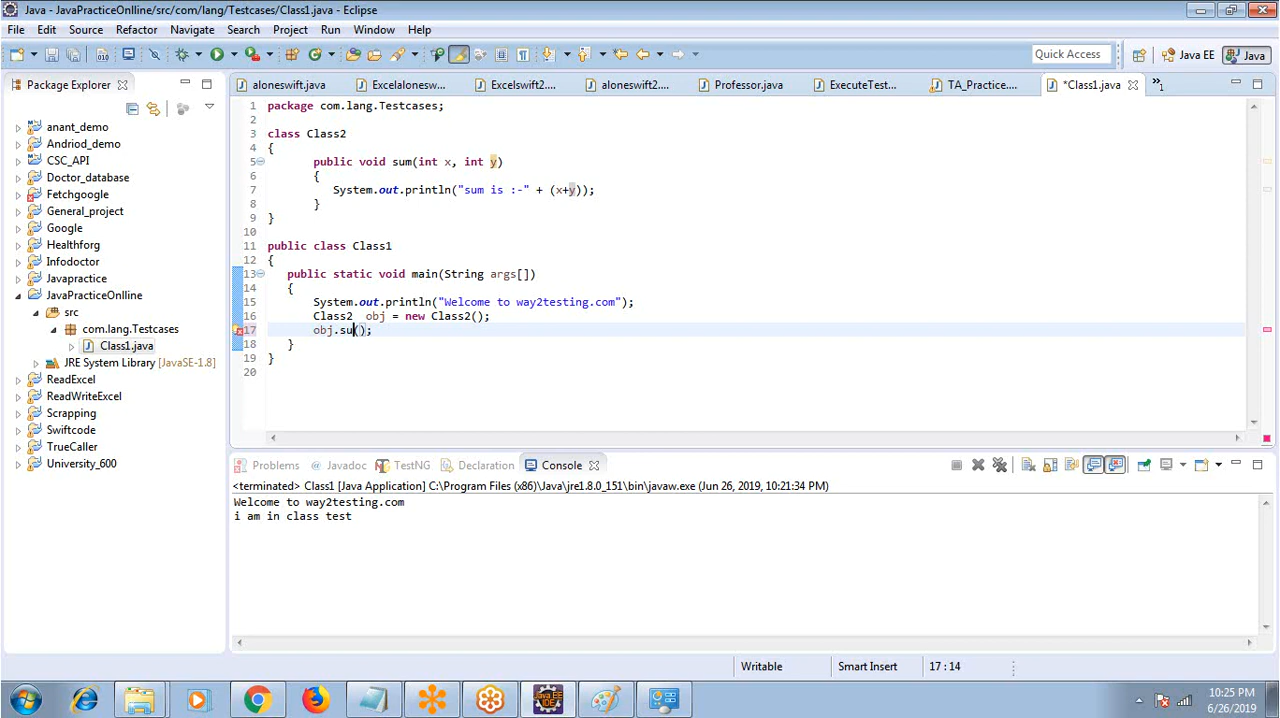 Java - JavaPracticeOnlline/src/com/lang/Testcases/Class1.java - Eclipse
File Edit Source Refactor Navigate Search Project Run Window Help
Quick Access
Java EE
Java
Package Explorer
anant_demo
Andriod_demo
CSC_API
Doctor_database
Fetchgoogle
General_project
Google
Healthforg
Infodoctor
Javapractice
JavaPracticeOnlline
src
com.lang.Testcases
Class1.java
JRE System Library [JavaSE-1.8]
ReadExcel
ReadWriteExcel
Scrapping
Swiftcode
TrueCaller
University_600
aloneswift.java Excelalonesw... Excelswift2.... aloneswift2.... Professor.java ExecuteTest... TA_Practice.... *Class1.java »1
1 package com.lang.Testcases;
2
3 class Class2
4 {
5 public void sum(int x, int y)
6 {
7 System.out.println("sum is :-" + (x+y));
8 }
9 }
10
11 public class Class1
12 {
13 public static void main(String args[])
14 {
15 System.out.println("Welcome to way2testing.com");
16 Class2 obj = new Class2();
17 obj.su();
18 }
19 }
20
Problems Javadoc TestNG Declaration Console
<terminated> Class1 [Java Application] C:\Program Files (x86)\Java\jre1.8.0_151\bin\javaw.exe (Jun 26, 2019, 10:21:34 PM)
Welcome to way2testing.com
i am in class test
Writable Smart Insert 17 : 14
Java EE
IDE
10:25 PM
6/26/2019